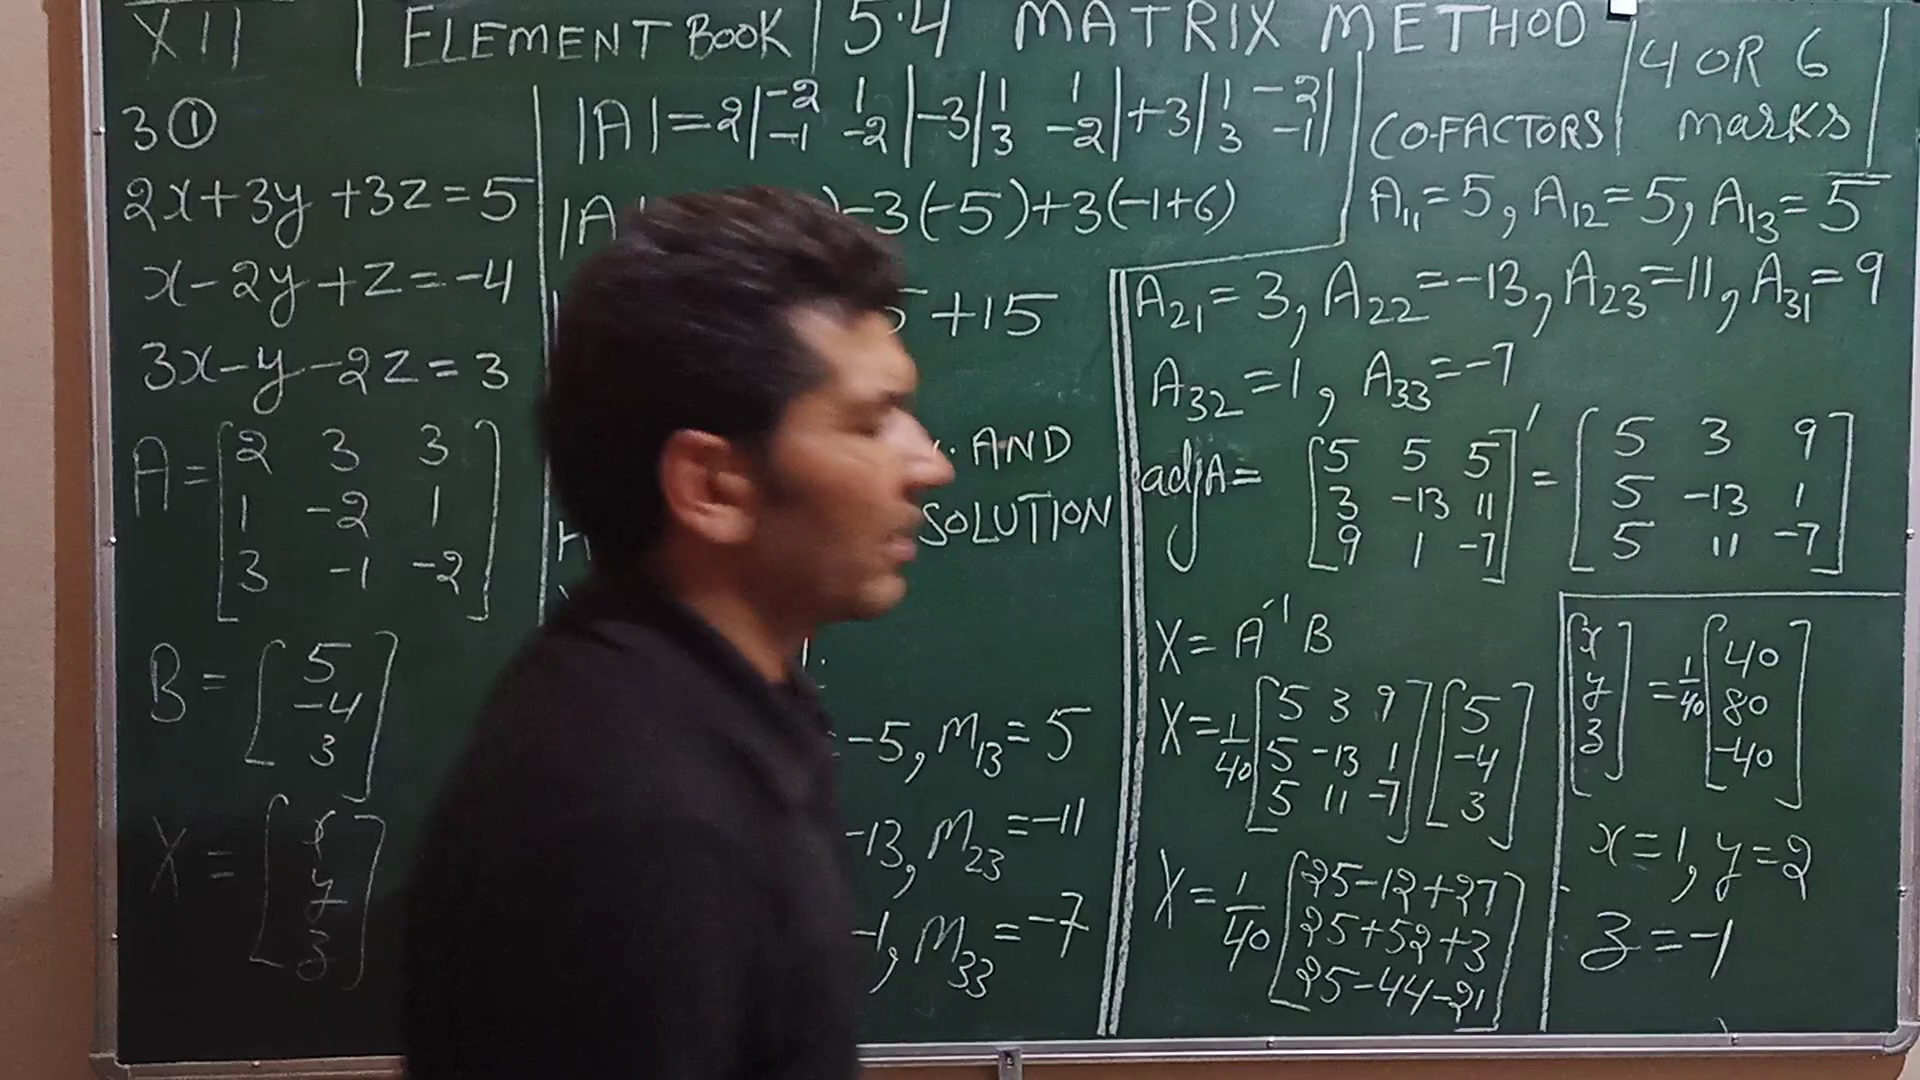 XII | ELEMENT BOOK | 5.4 MATRIX METHOD | 4 OR 6 marks
3 ①
2x+3y+3z=5
x-2y+z=-4
3x-y-2z=3
A= [2 3 3
1 -2 1
3 -1 -2]
B= [5
-4
3]
X= [x
y
z]
|A|=2|-2 1 -1 -2|-3|1 1 3 -2|+3|1 -2 3 -1|
|A| )-3(-5)+3(-1+6)
+15
AND
SOLUTION
-5, M13=5
-13, M23=-11
-1, M33=-7
CO-FACTORS
A11=5, A12=5, A13=5
A21=3, A22=-13, A23=11, A31=9
A32=1, A33=-7
adjA= [5 5 5 3 -13 11 9 1 -7]' = [5 3 9 5 -13 1 5 11 -7]
X= A-1 B
X=1/40 [5 3 9 5 -13 1 5 11 -7] [5 -4 3]
X=1/40 [25-12+27
25+52+3
25-44-21]
[x y z] =1/40 [40 80 -40]
x=1, y=2
z=-1